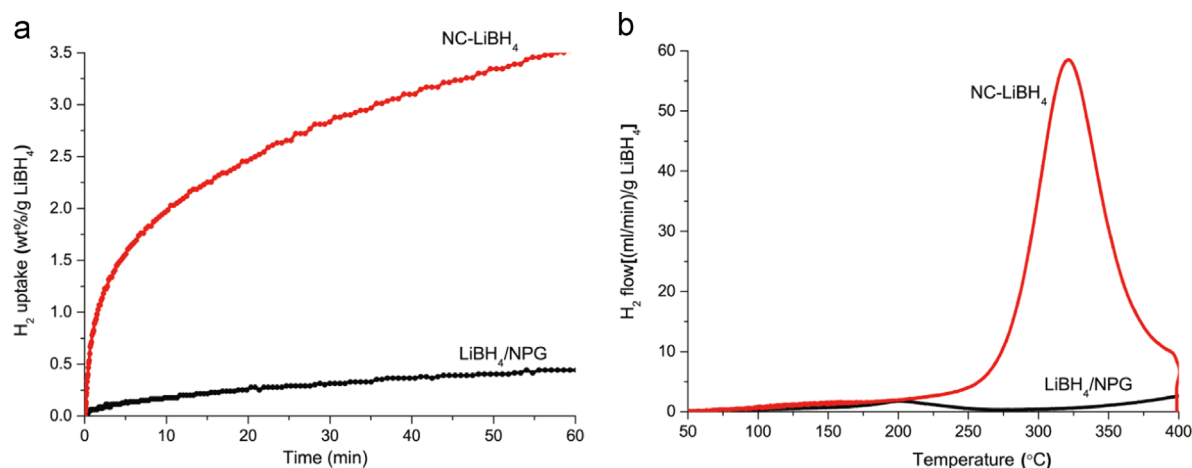 a
NC-LiBH₄
LiBH₄/NPG
H₂ uptake (wt%/g LiBH₄)
3.5
3.0
2.5
2.0
1.5
1.0
0.5
0.0
0 10 20 30 40 50 60
Time (min)
b
NC-LiBH₄
LiBH₄/NPG
H₂ flow[(ml/min)/g LiBH₄]
60
50
40
30
20
10
0
50 100 150 200 250 300 350 400
Temperature (°C)